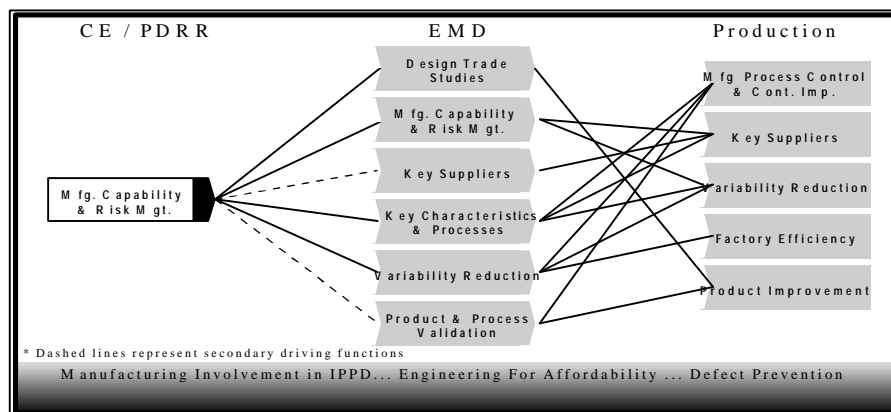 CE / PDRR
EMD
Production
Design Trade
Studies
Mfg. Capability
& Risk Mgt.
Key Suppliers
Key Characteristics
& Processes
Variability Reduction
Product & Process
Validation
Mfg. Capability
& Risk Mgt.
Mfg Process Control
& Cont. Imp.
Key Suppliers
Variability Reduction
Factory Efficiency
Product Improvement
* Dashed lines represent secondary driving functions
Manufacturing Involvement in IPPD... Engineering For Affordability ... Defect Prevention